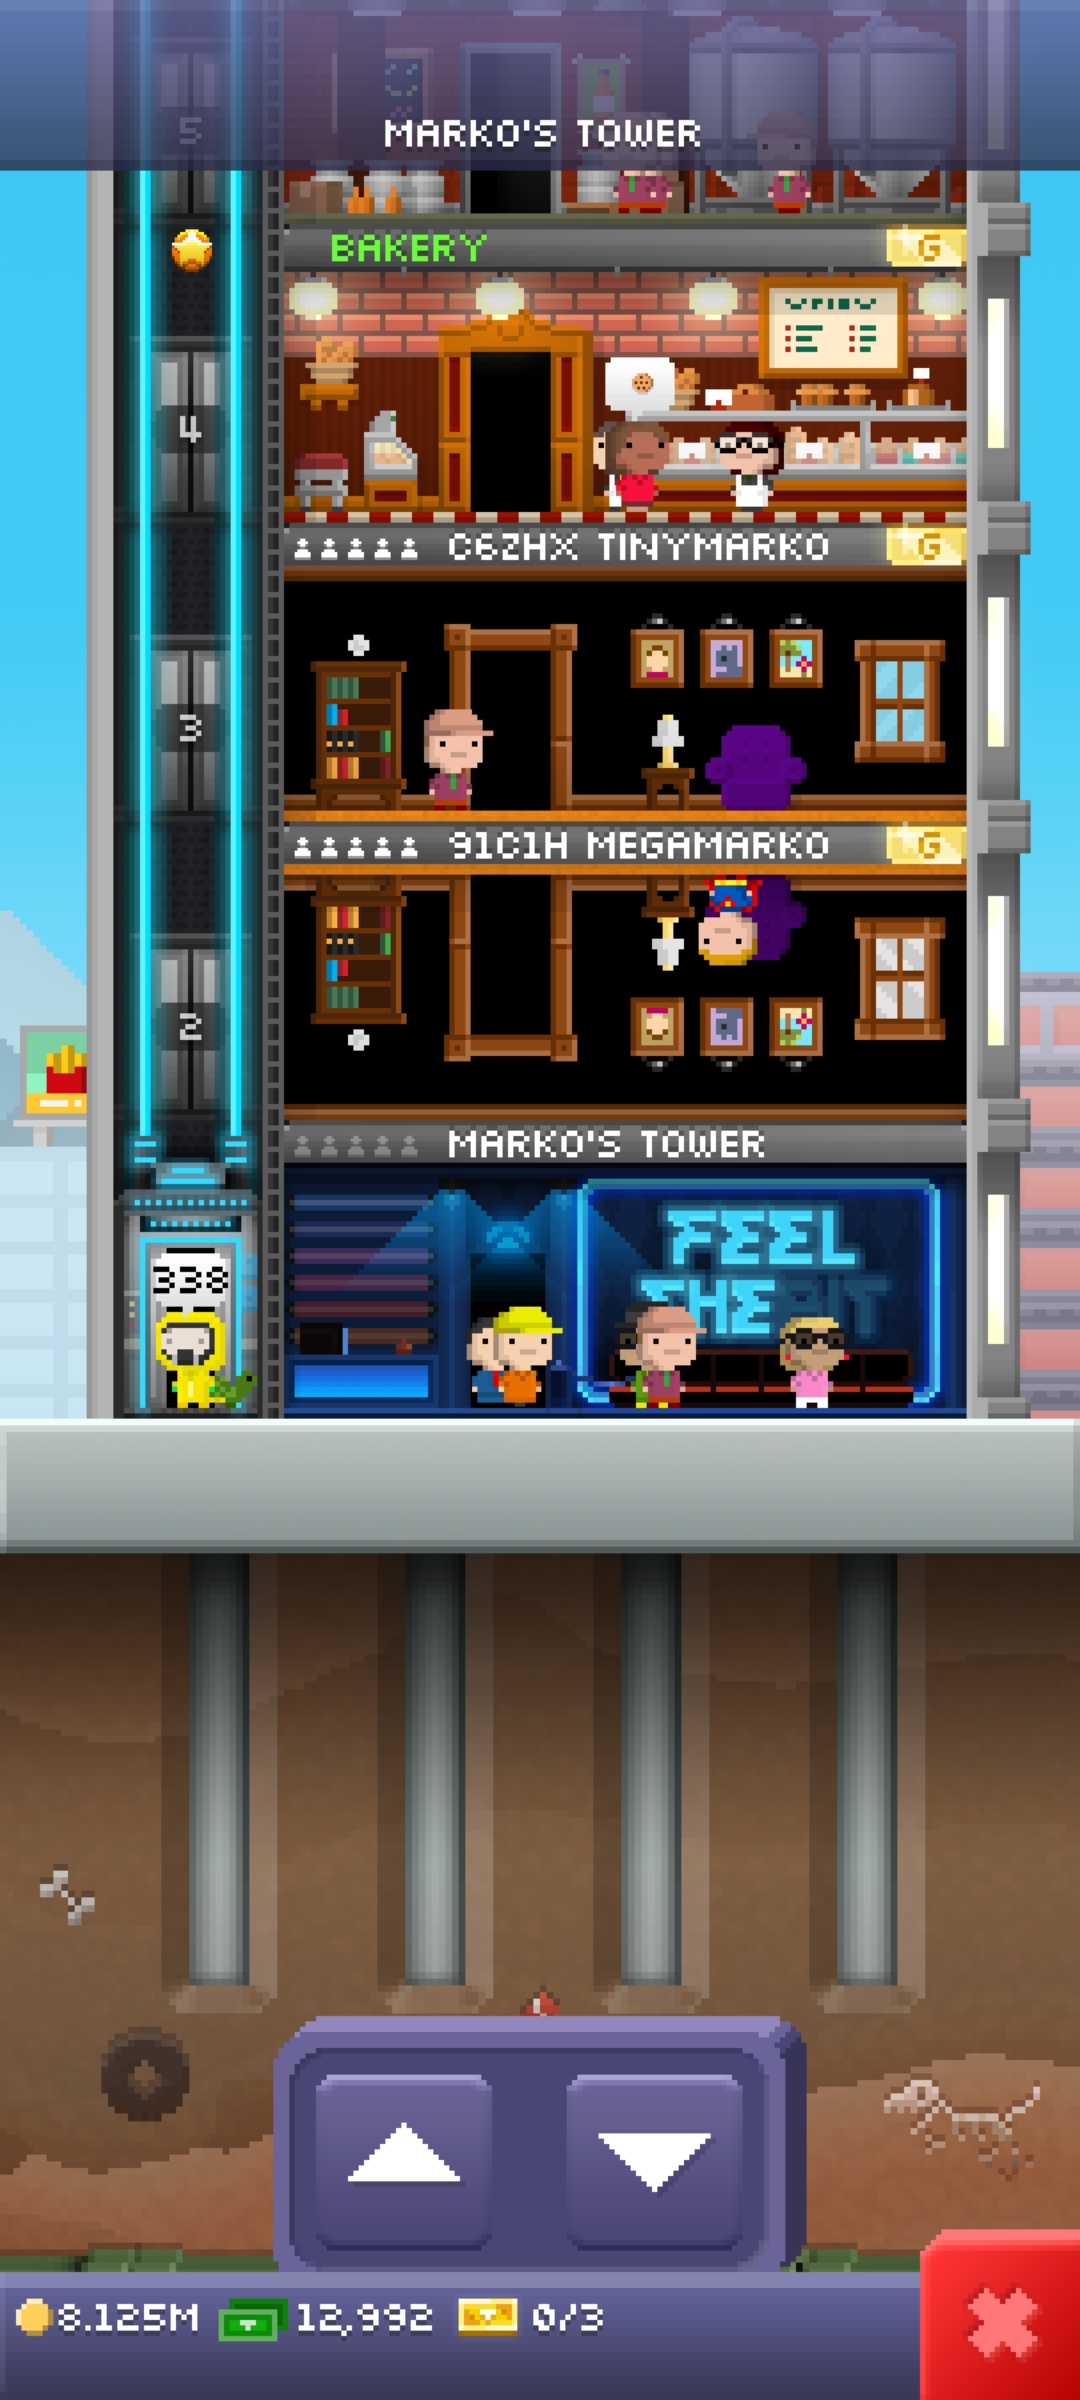 MARKO'S TOWER
5
BAKERY G
4
C6ZHX TINYMARKO G
3
91C1H MEGAMARKO G
2
MARKO'S TOWER
FEEL
THE BIT
338
8.125M 12,992 0/3